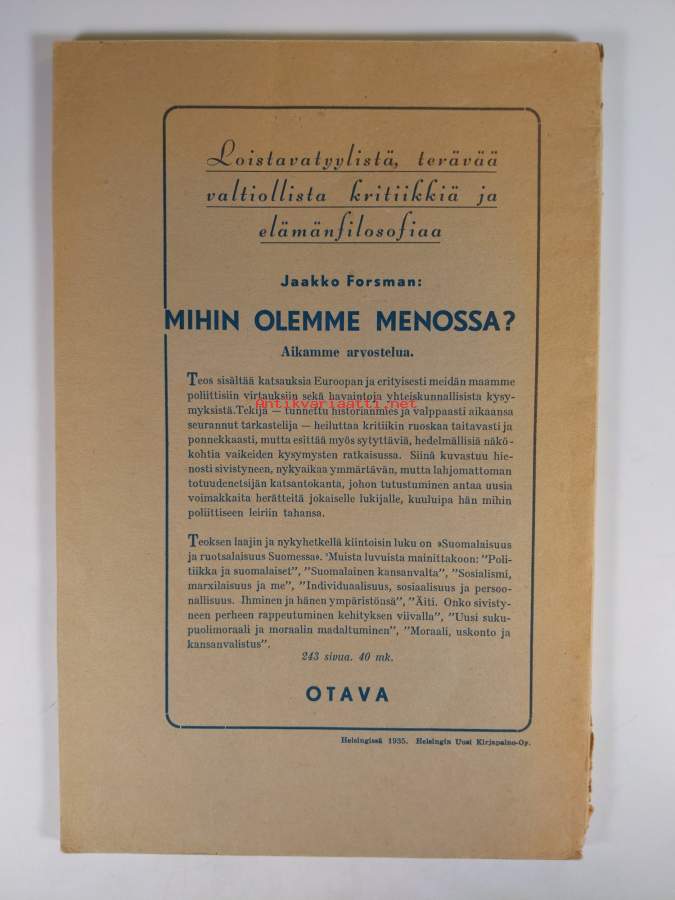 Loistavatyylistä, terävää
valtiollista kritiikkiä ja
elämänfilosofiaa
Jaakko Forsman:
MIHIN OLEMME MENOSSA?
Aikamme arvostelua.
Teos sisältää katsauksia Euroopan ja erityisesti meidän maamme
poliittisiin virtauksiin sekä havaintoja yhteiskunnallisista kysy-
myksistä. Tekijä — tunnettu historianmies ja valppaasti aikaansa
seurannut tarkastelija — heiluttaa kritiikin ruoskaa taitavasti ja
ponnekkaasti, mutta esittää myös sytyttäviä, hedelmällisiä näkö-
kohtia vaikeiden kysymysten ratkaisussa. Siinä kuvastuu hie-
nosti sivistyneen, nykyaikaa ymmärtävän, mutta lahjomattoman
totuudenetsijän katsantokanta, johon tutustuminen antaa uusia
voimakkaita herätteitä jokaiselle lukijalle, kuuluipa hän mihin
poliittiseen leiriin tahansa.
Antikvariaatti.net
Teoksen laajin ja nykyhetkellä kiintoisin luku on »Suomalaisuus
ja ruotsalaisuus Suomessa». 'Muista luvuista mainittakoon: "Poli-
tiikka ja suomalaiset", "Suomalainen kansanvalta", "Sosialismi,
marxilaisuus ja me", "Individuaalisuus, sosiaalisuus ja persoo-
nallisuus. Ihminen ja hänen ympäristönsä", "Äiti. Onko sivisty-
neen perheen rappeutuminen kehityksen viivalla", "Uusi suku-
puolimoraali ja moraalin madaltuminen", "Moraali, uskonto ja
kansanvalistus".
243 sivua. 40 mk.
OTAVA
Helsingissä 1935. Helsingin Uusi Kirjapaino-Oy.